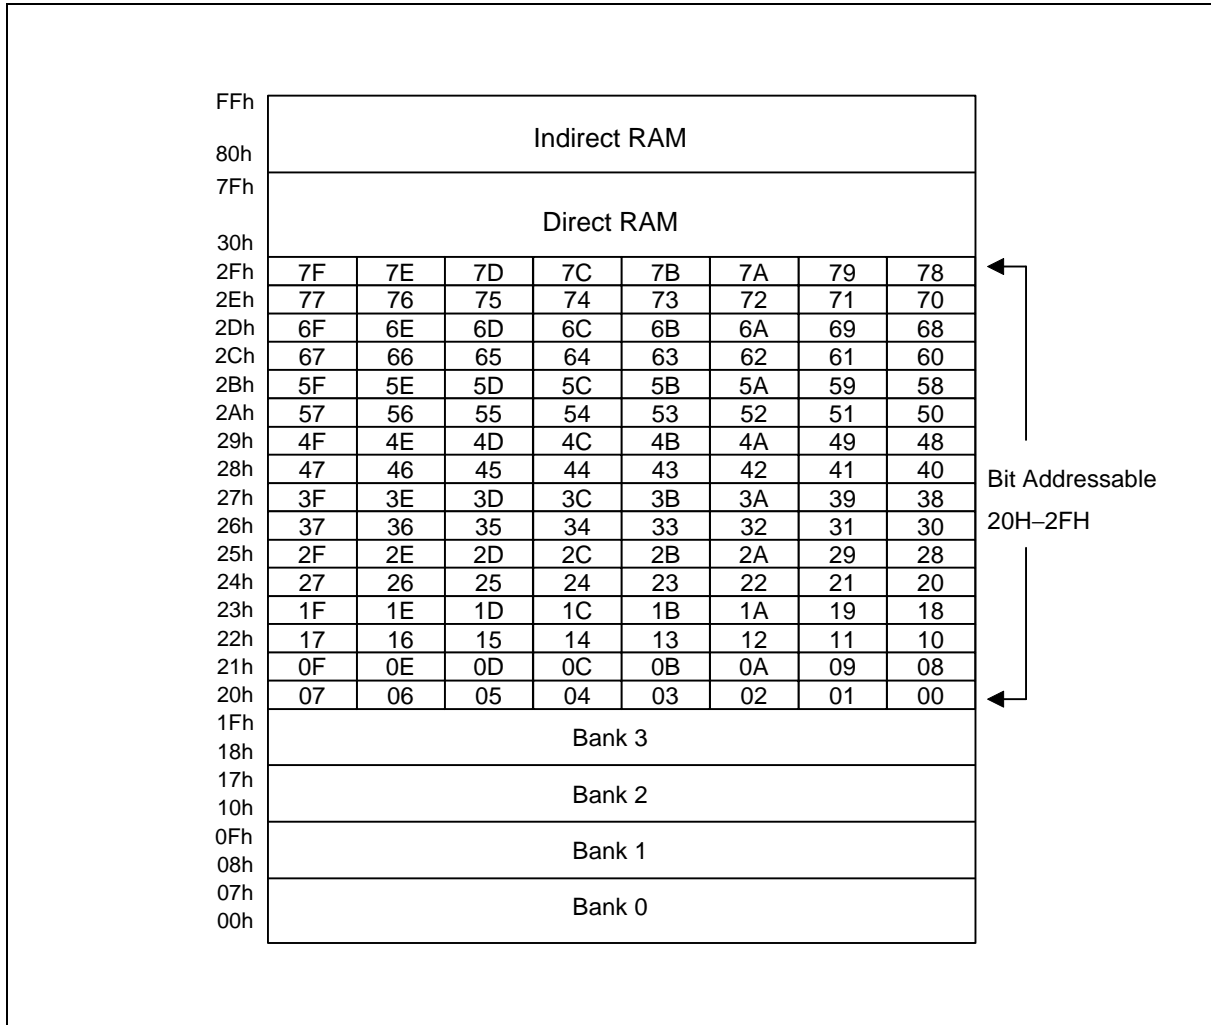 FFh
Indirect RAM
80h
7Fh
Direct RAM
30h
2Fh 7F 7E 7D 7C 7B 7A 79 78
2Eh 77 76 75 74 73 72 71 70
2Dh 6F 6E 6D 6C 6B 6A 69 68
2Ch 67 66 65 64 63 62 61 60
2Bh 5F 5E 5D 5C 5B 5A 59 58
2Ah 57 56 55 54 53 52 51 50
29h 4F 4E 4D 4C 4B 4A 49 48
28h 47 46 45 44 43 42 41 40
27h 3F 3E 3D 3C 3B 3A 39 38
26h 37 36 35 34 33 32 31 30
25h 2F 2E 2D 2C 2B 2A 29 28
24h 27 26 25 24 23 22 21 20
23h 1F 1E 1D 1C 1B 1A 19 18
22h 17 16 15 14 13 12 11 10
21h 0F 0E 0D 0C 0B 0A 09 08
20h 07 06 05 04 03 02 01 00
Bit Addressable
20H–2FH
1Fh
Bank 3
18h
17h
Bank 2
10h
0Fh
Bank 1
08h
07h
Bank 0
00h